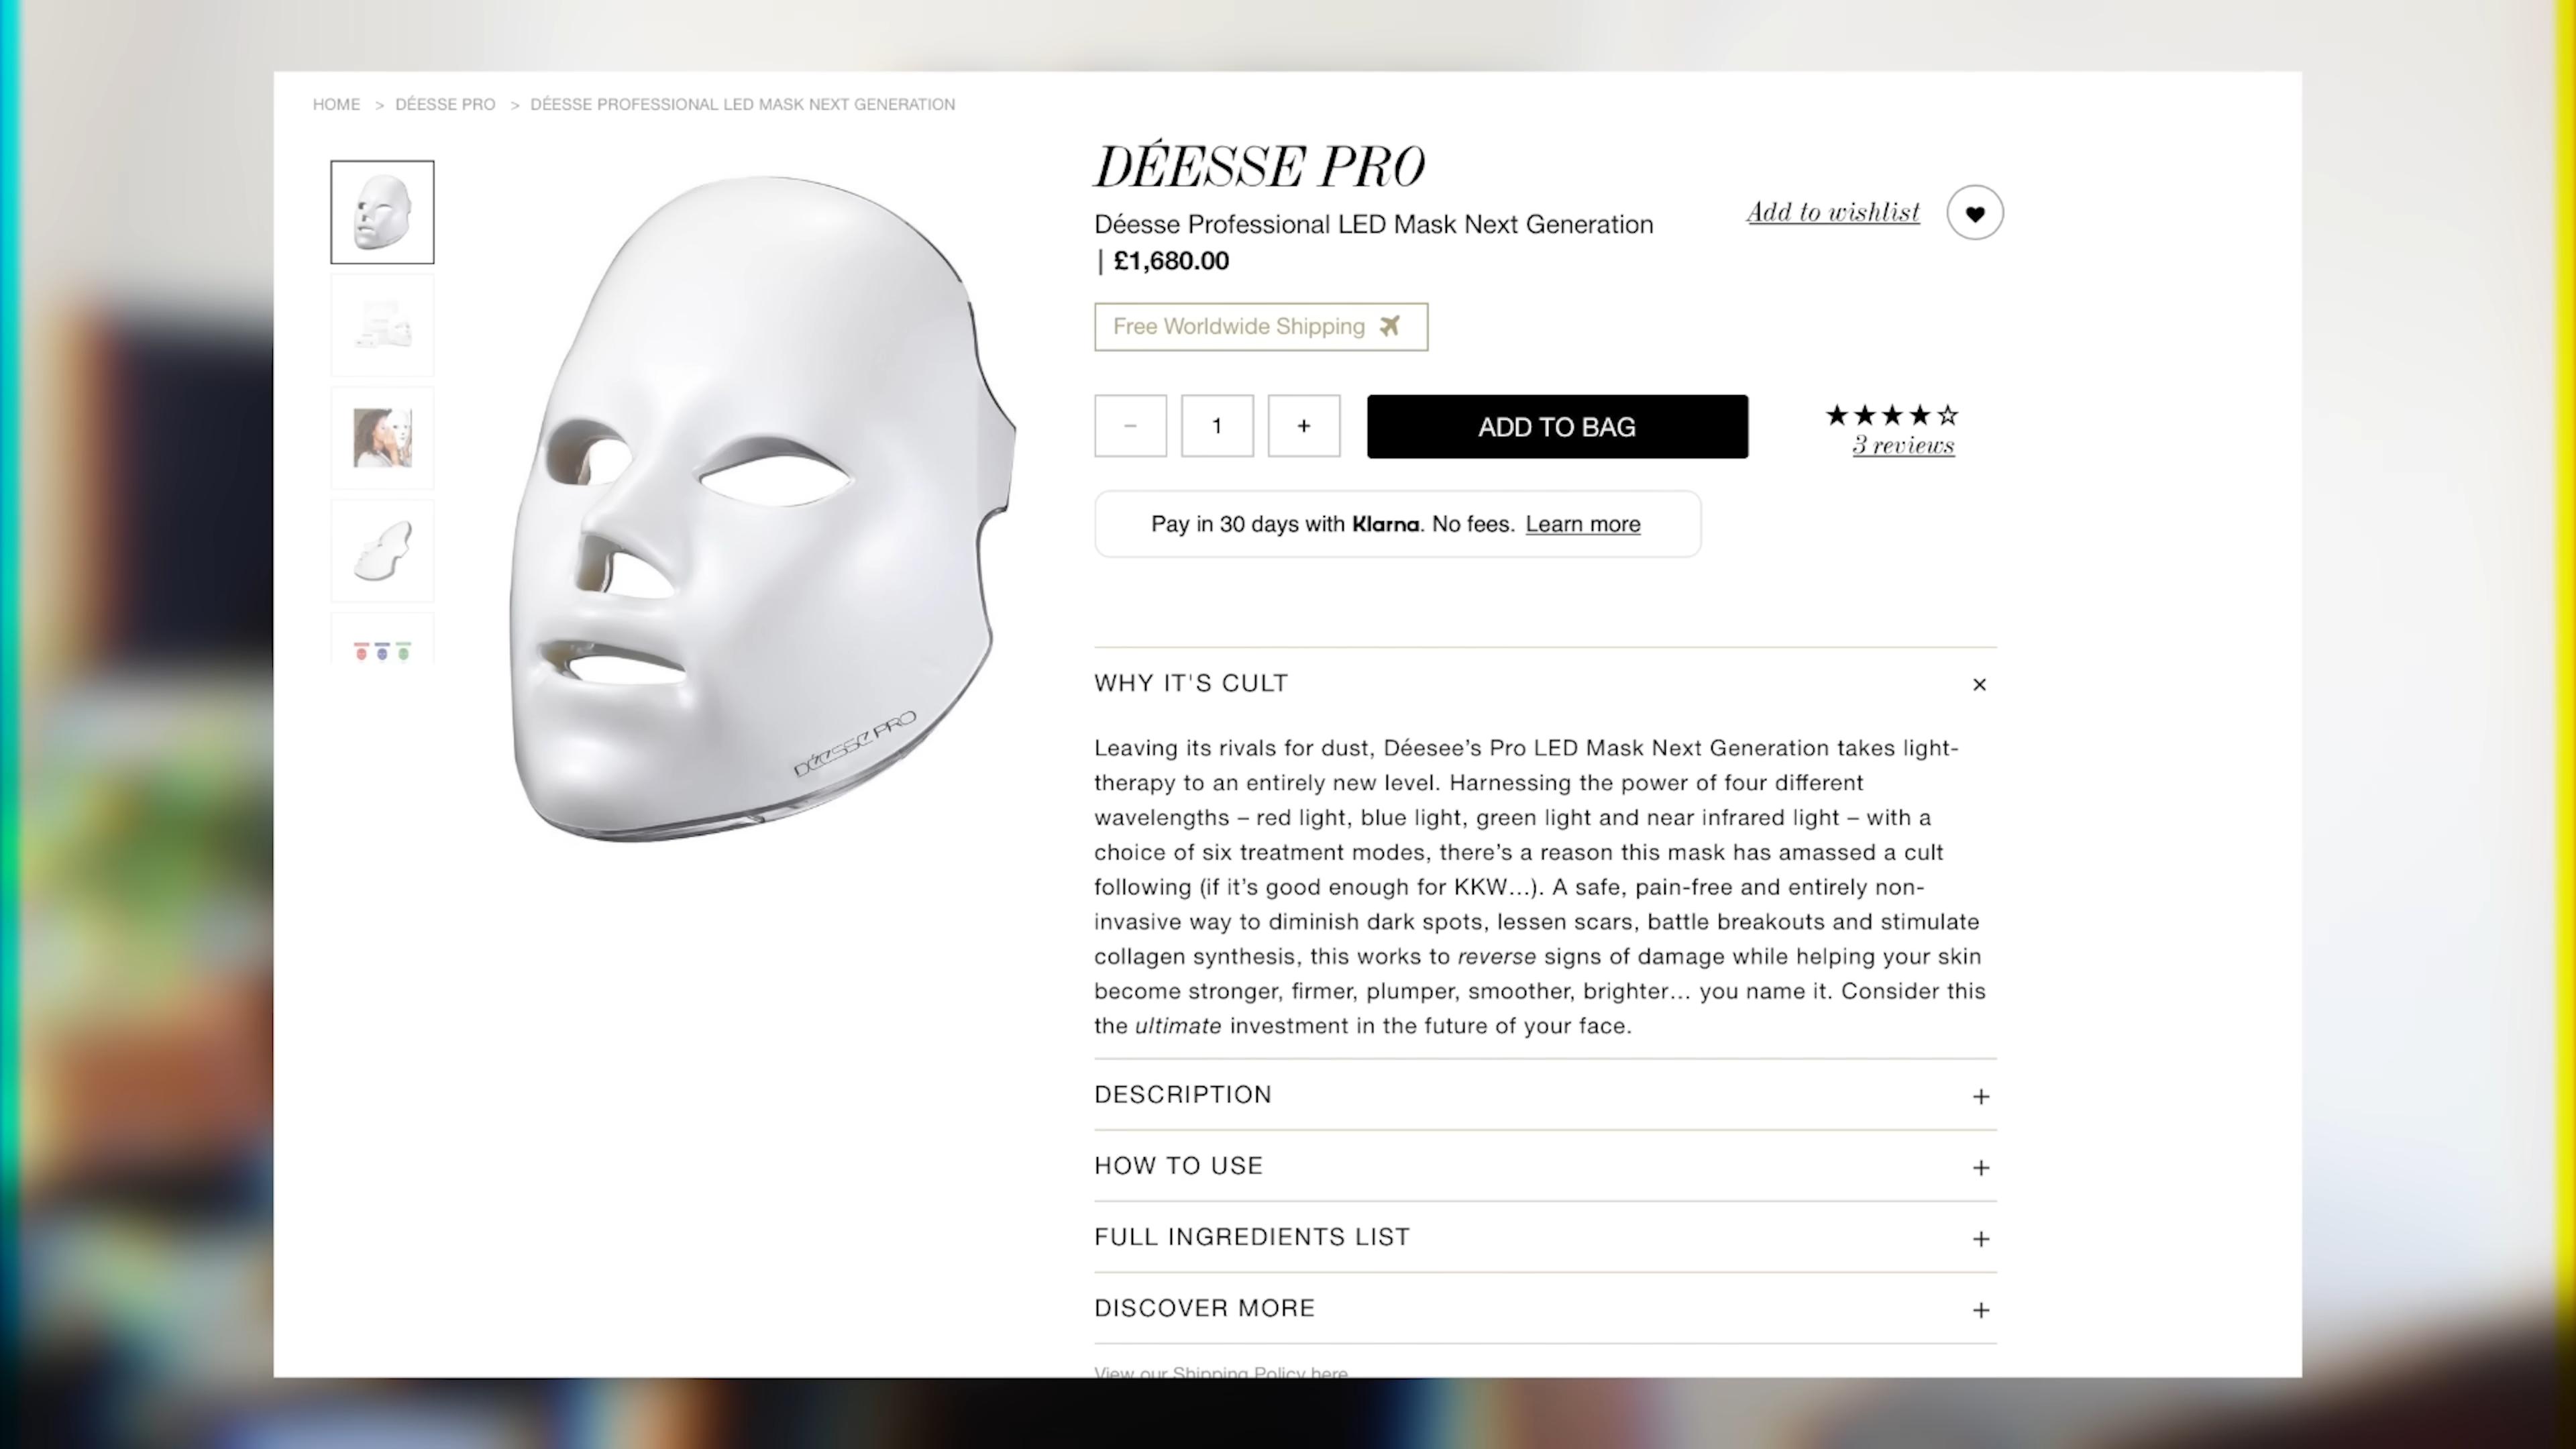 HOME > DÉESSE PRO > DÉESSE PROFESSIONAL LED MASK NEXT GENERATION
DÉESSE PRO
Déesse Professional LED Mask Next Generation
| £1,680.00
Add to wishlist
Free Worldwide Shipping
− 1 +
ADD TO BAG
★★★★☆
3 reviews
Pay in 30 days with Klarna. No fees. Learn more
DÉESSE PRO
WHY IT'S CULT ×
Leaving its rivals for dust, Déesee’s Pro LED Mask Next Generation takes light-
therapy to an entirely new level. Harnessing the power of four different
wavelengths – red light, blue light, green light and near infrared light – with a
choice of six treatment modes, there’s a reason this mask has amassed a cult
following (if it’s good enough for KKW...). A safe, pain-free and entirely non-
invasive way to diminish dark spots, lessen scars, battle breakouts and stimulate
collagen synthesis, this works to reverse signs of damage while helping your skin
become stronger, firmer, plumper, smoother, brighter... you name it. Consider this
the ultimate investment in the future of your face.
DESCRIPTION +
HOW TO USE +
FULL INGREDIENTS LIST +
DISCOVER MORE +
View our Shipping Policy here